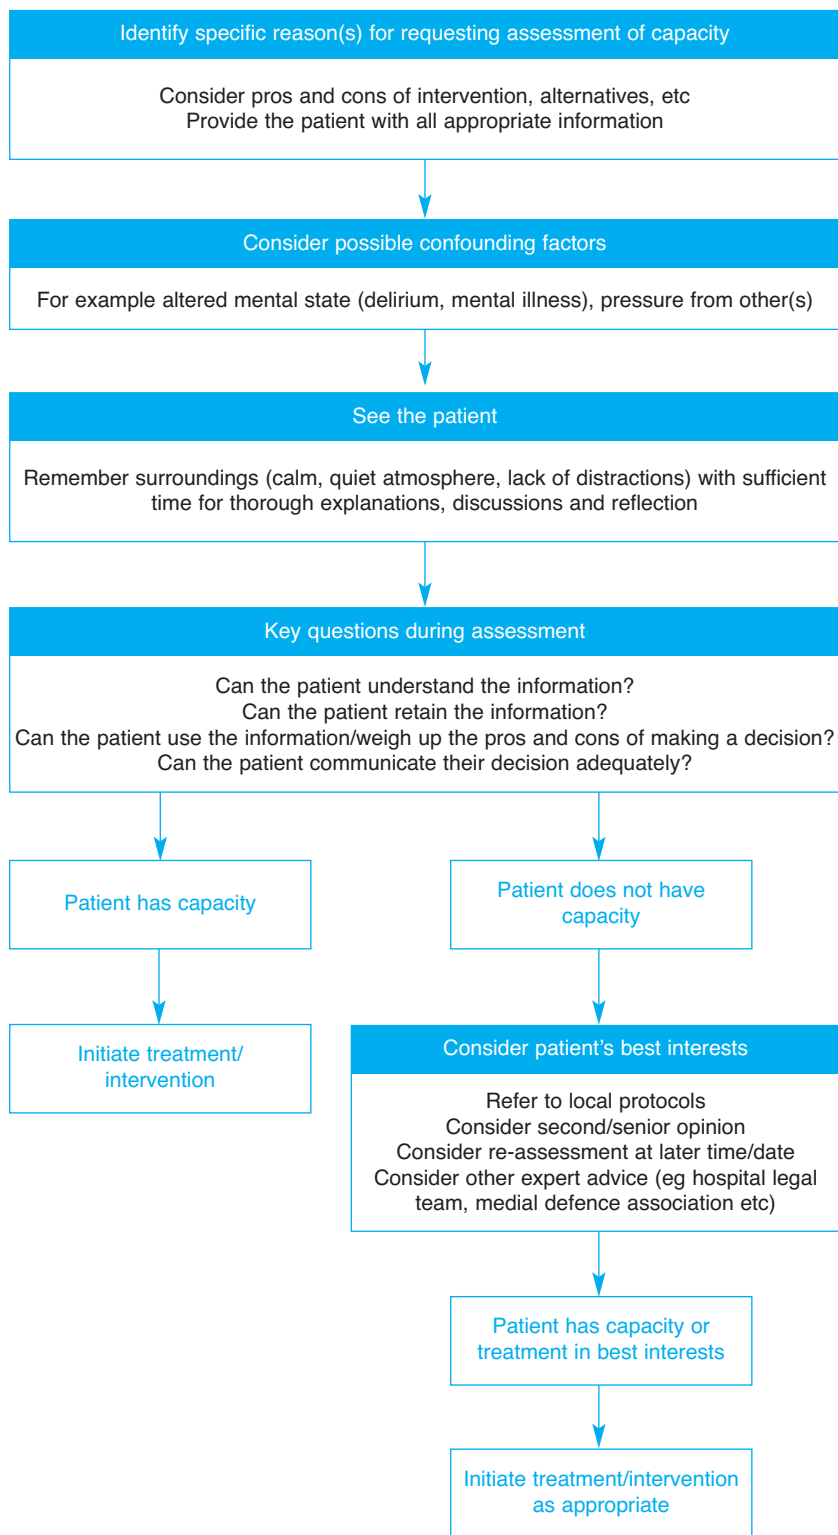 Identify specific reason(s) for requesting assessment of capacity
Consider pros and cons of intervention, alternatives, etc
Provide the patient with all appropriate information
Consider possible confounding factors
For example altered mental state (delirium, mental illness), pressure from other(s)
See the patient
Remember surroundings (calm, quiet atmosphere, lack of distractions) with sufficient
time for thorough explanations, discussions and reflection
Key questions during assessment
Can the patient understand the information?
Can the patient retain the information?
Can the patient use the information/weigh up the pros and cons of making a decision?
Can the patient communicate their decision adequately?
Patient has capacity
Patient does not have
capacity
Initiate treatment/
intervention
Consider patient's best interests
Refer to local protocols
Consider second/senior opinion
Consider re-assessment at later time/date
Consider other expert advice (eg hospital legal
team, medial defence association etc)
Patient has capacity or
treatment in best interests
Initiate treatment/intervention
as appropriate